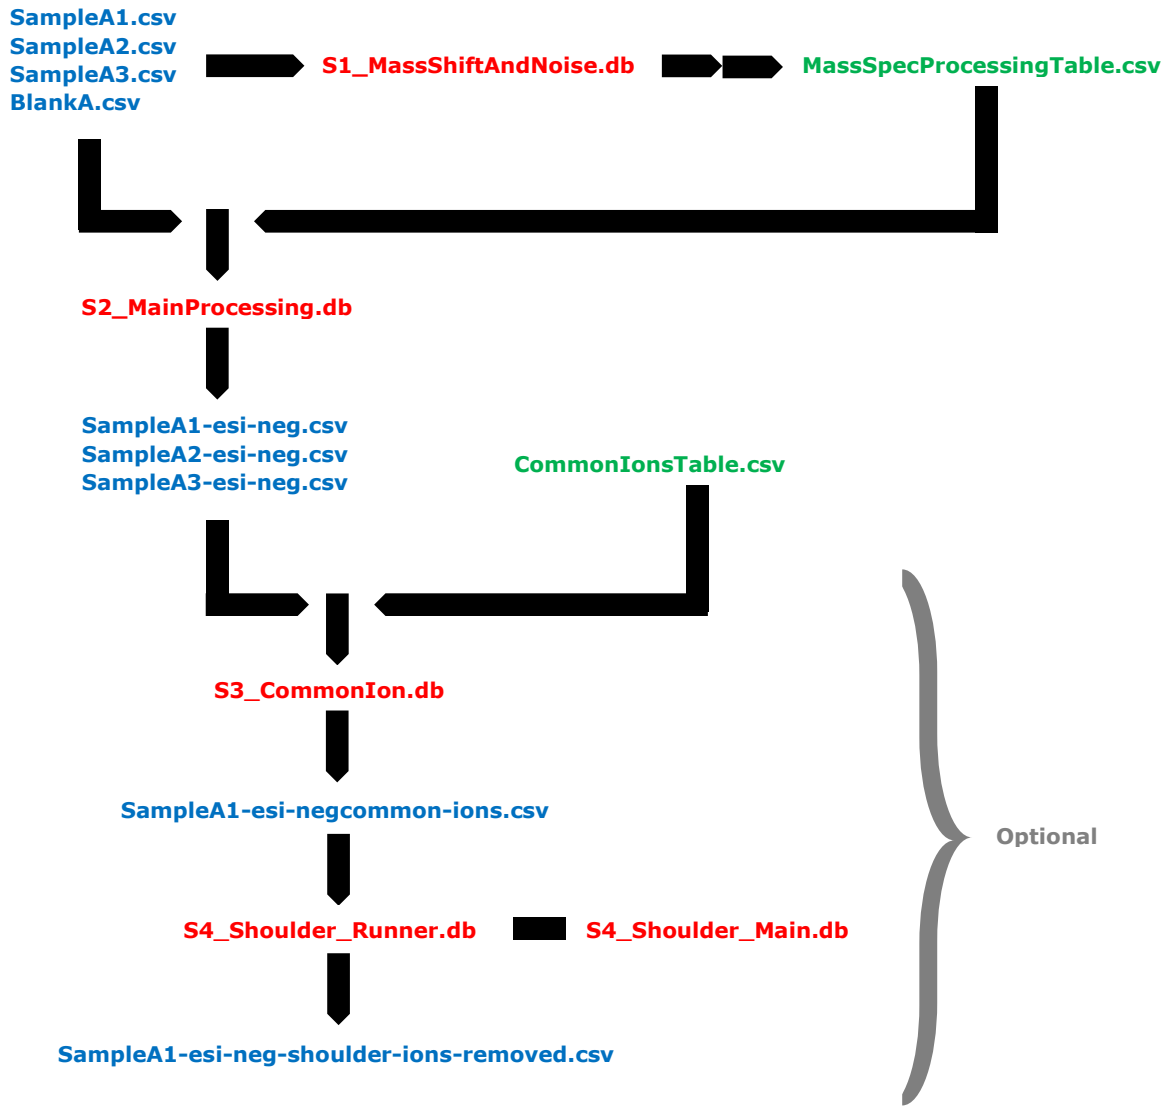 SampleA1.csv
SampleA2.csv
SampleA3.csv
BlankA.csv
S1_MassShiftAndNoise.db
MassSpecProcessingTable.csv
S2_MainProcessing.db
SampleA1-esi-neg.csv
SampleA2-esi-neg.csv
SampleA3-esi-neg.csv
CommonIonsTable.csv
S3_CommonIon.db
SampleA1-esi-negcommon-ions.csv
Optional
S4_Shoulder_Runner.db
S4_Shoulder_Main.db
SampleA1-esi-neg-shoulder-ions-removed.csv